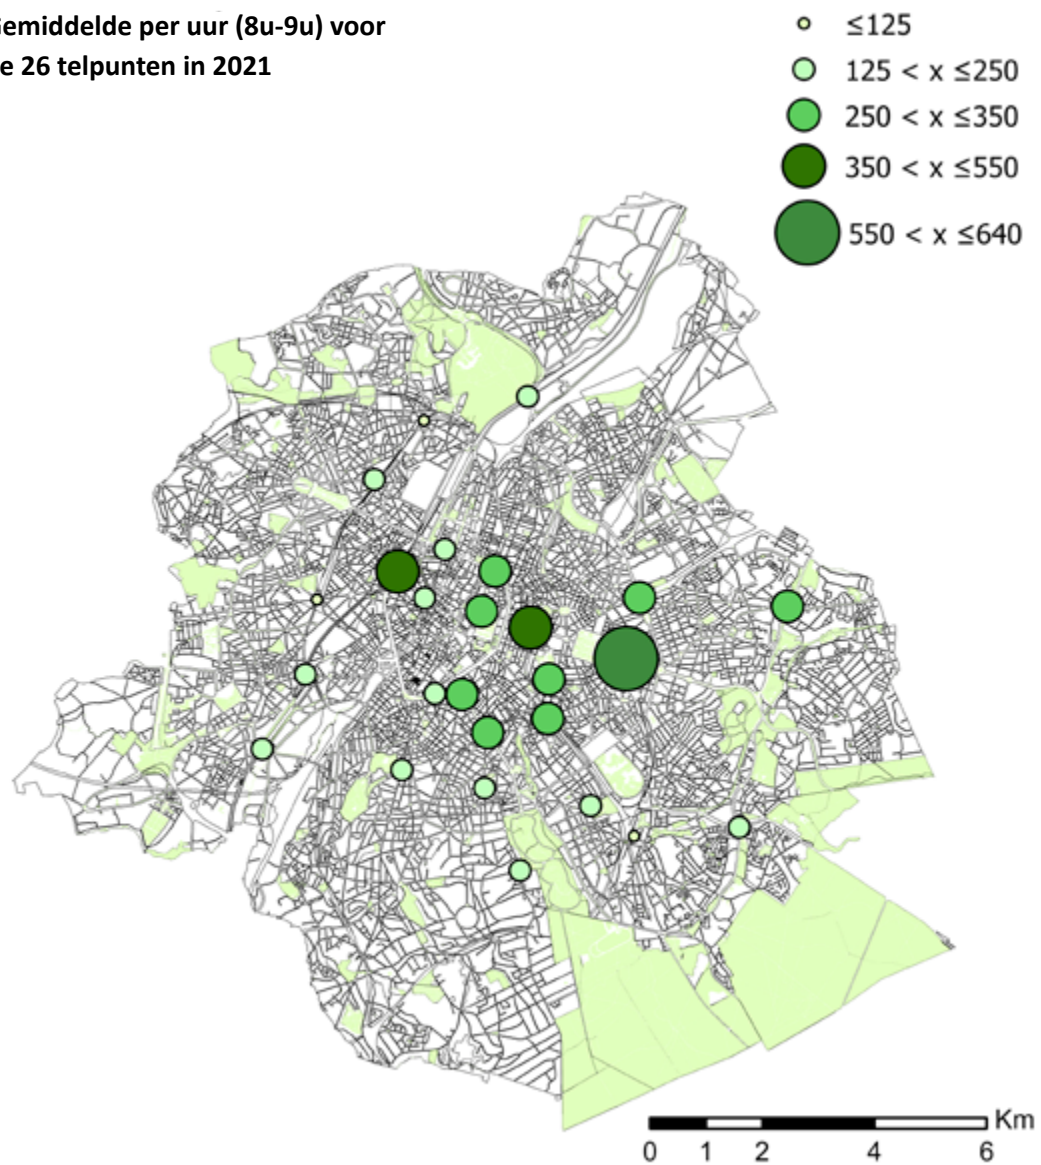 Gemiddelde per uur (8u-9u) voor
e 26 telpunten in 2021
≤125
125 < x ≤250
250 < x ≤350
350 < x ≤550
550 < x ≤640
Km
0 1 2 4 6